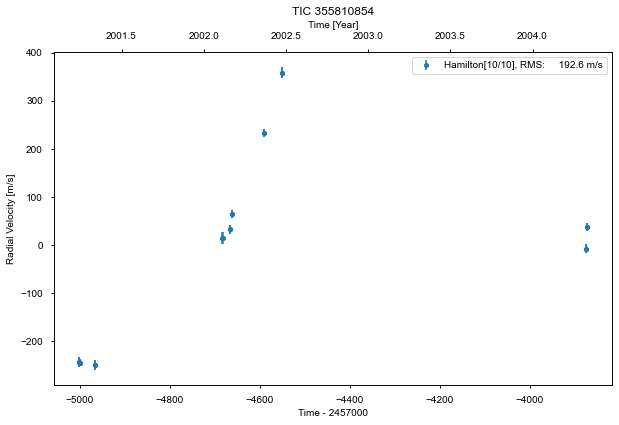 TIC 355810854
Time [Year]
2001.5 2002.1 2002.5 2003.0 2003.5 2004.0
Hamilton[10/10], RMS: 192.6 m/s
400
300
200
100
0
−100
−200
Radial Velocity [m/s]
−5000 −4800 −4600 −4400 −4200 −4000
Time - 2457000